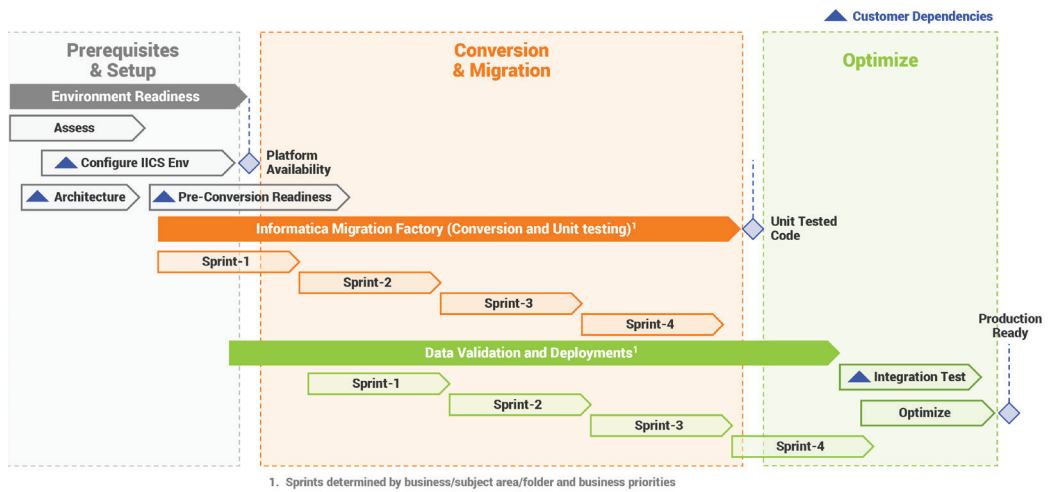 Customer Dependencies
Prerequisites
& Setup
Conversion
& Migration
Optimize
Environment Readiness
Assess
Configure IICS Env
Platform
Availability
Architecture
Pre-Conversion Readiness
Informatica Migration Factory (Conversion and Unit testing)¹
Unit Tested
Code
Sprint-1
Sprint-2
Sprint-3
Sprint-4
Production
Ready
Data Validation and Deployments¹
Integration Test
Sprint-1
Sprint-2
Optimize
Sprint-3
Sprint-4
1. Sprints determined by business/subject area/folder and business priorities